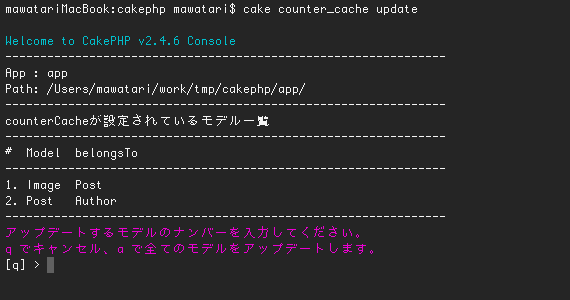 mawatariMacBook:cakephp mawatari$ cake counter_cache update
Welcome to CakePHP v2.4.6 Console
---------------------------------------------------------------
App : app
Path: /Users/mawatari/work/tmp/cakephp/app/
---------------------------------------------------------------
counterCacheが設定されているモデル一覧
---------------------------------------------------------------
#  Model  belongsTo
---------------------------------------------------------------
1. Image  Post
2. Post   Author
---------------------------------------------------------------
アップデートするモデルのナンバーを入力してください。
q でキャンセル、a で全てのモデルをアップデートします。
[q] >